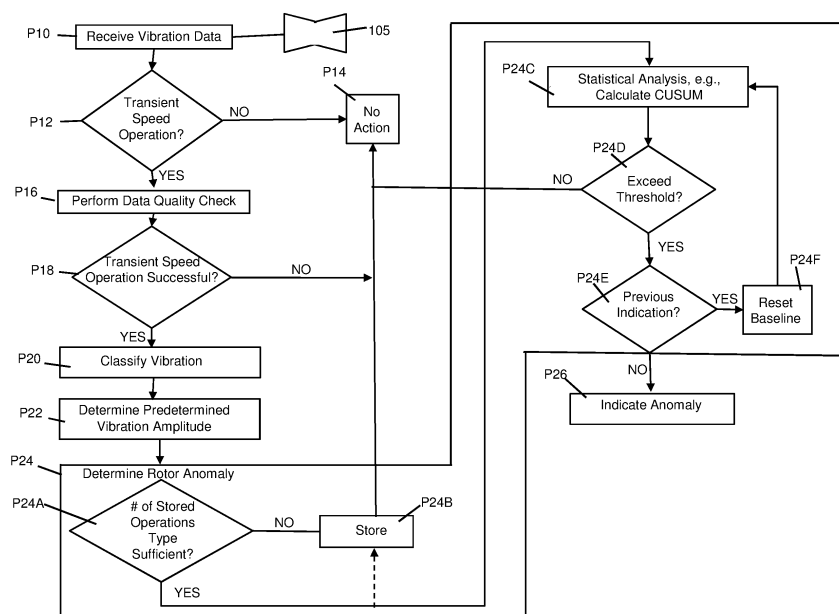 P10
Receive Vibration Data
105
P12
Transient
Speed
Operation?
NO
P14
No
Action
YES
P16
Perform Data Quality Check
P18
Transient Speed
Operation Successful?
NO
YES
P20
Classify Vibration
P22
Determine Predetermined
Vibration Amplitude
P24
Determine Rotor Anomaly
P24A
# of Stored
Operations
Type
Sufficient?
NO
P24B
Store
YES
P24C
Statistical Analysis, e.g.,
Calculate CUSUM
P24D
Exceed
Threshold?
NO
YES
P24E
Previous
Indication?
YES
P24F
Reset
Baseline
NO
P26
Indicate Anomaly